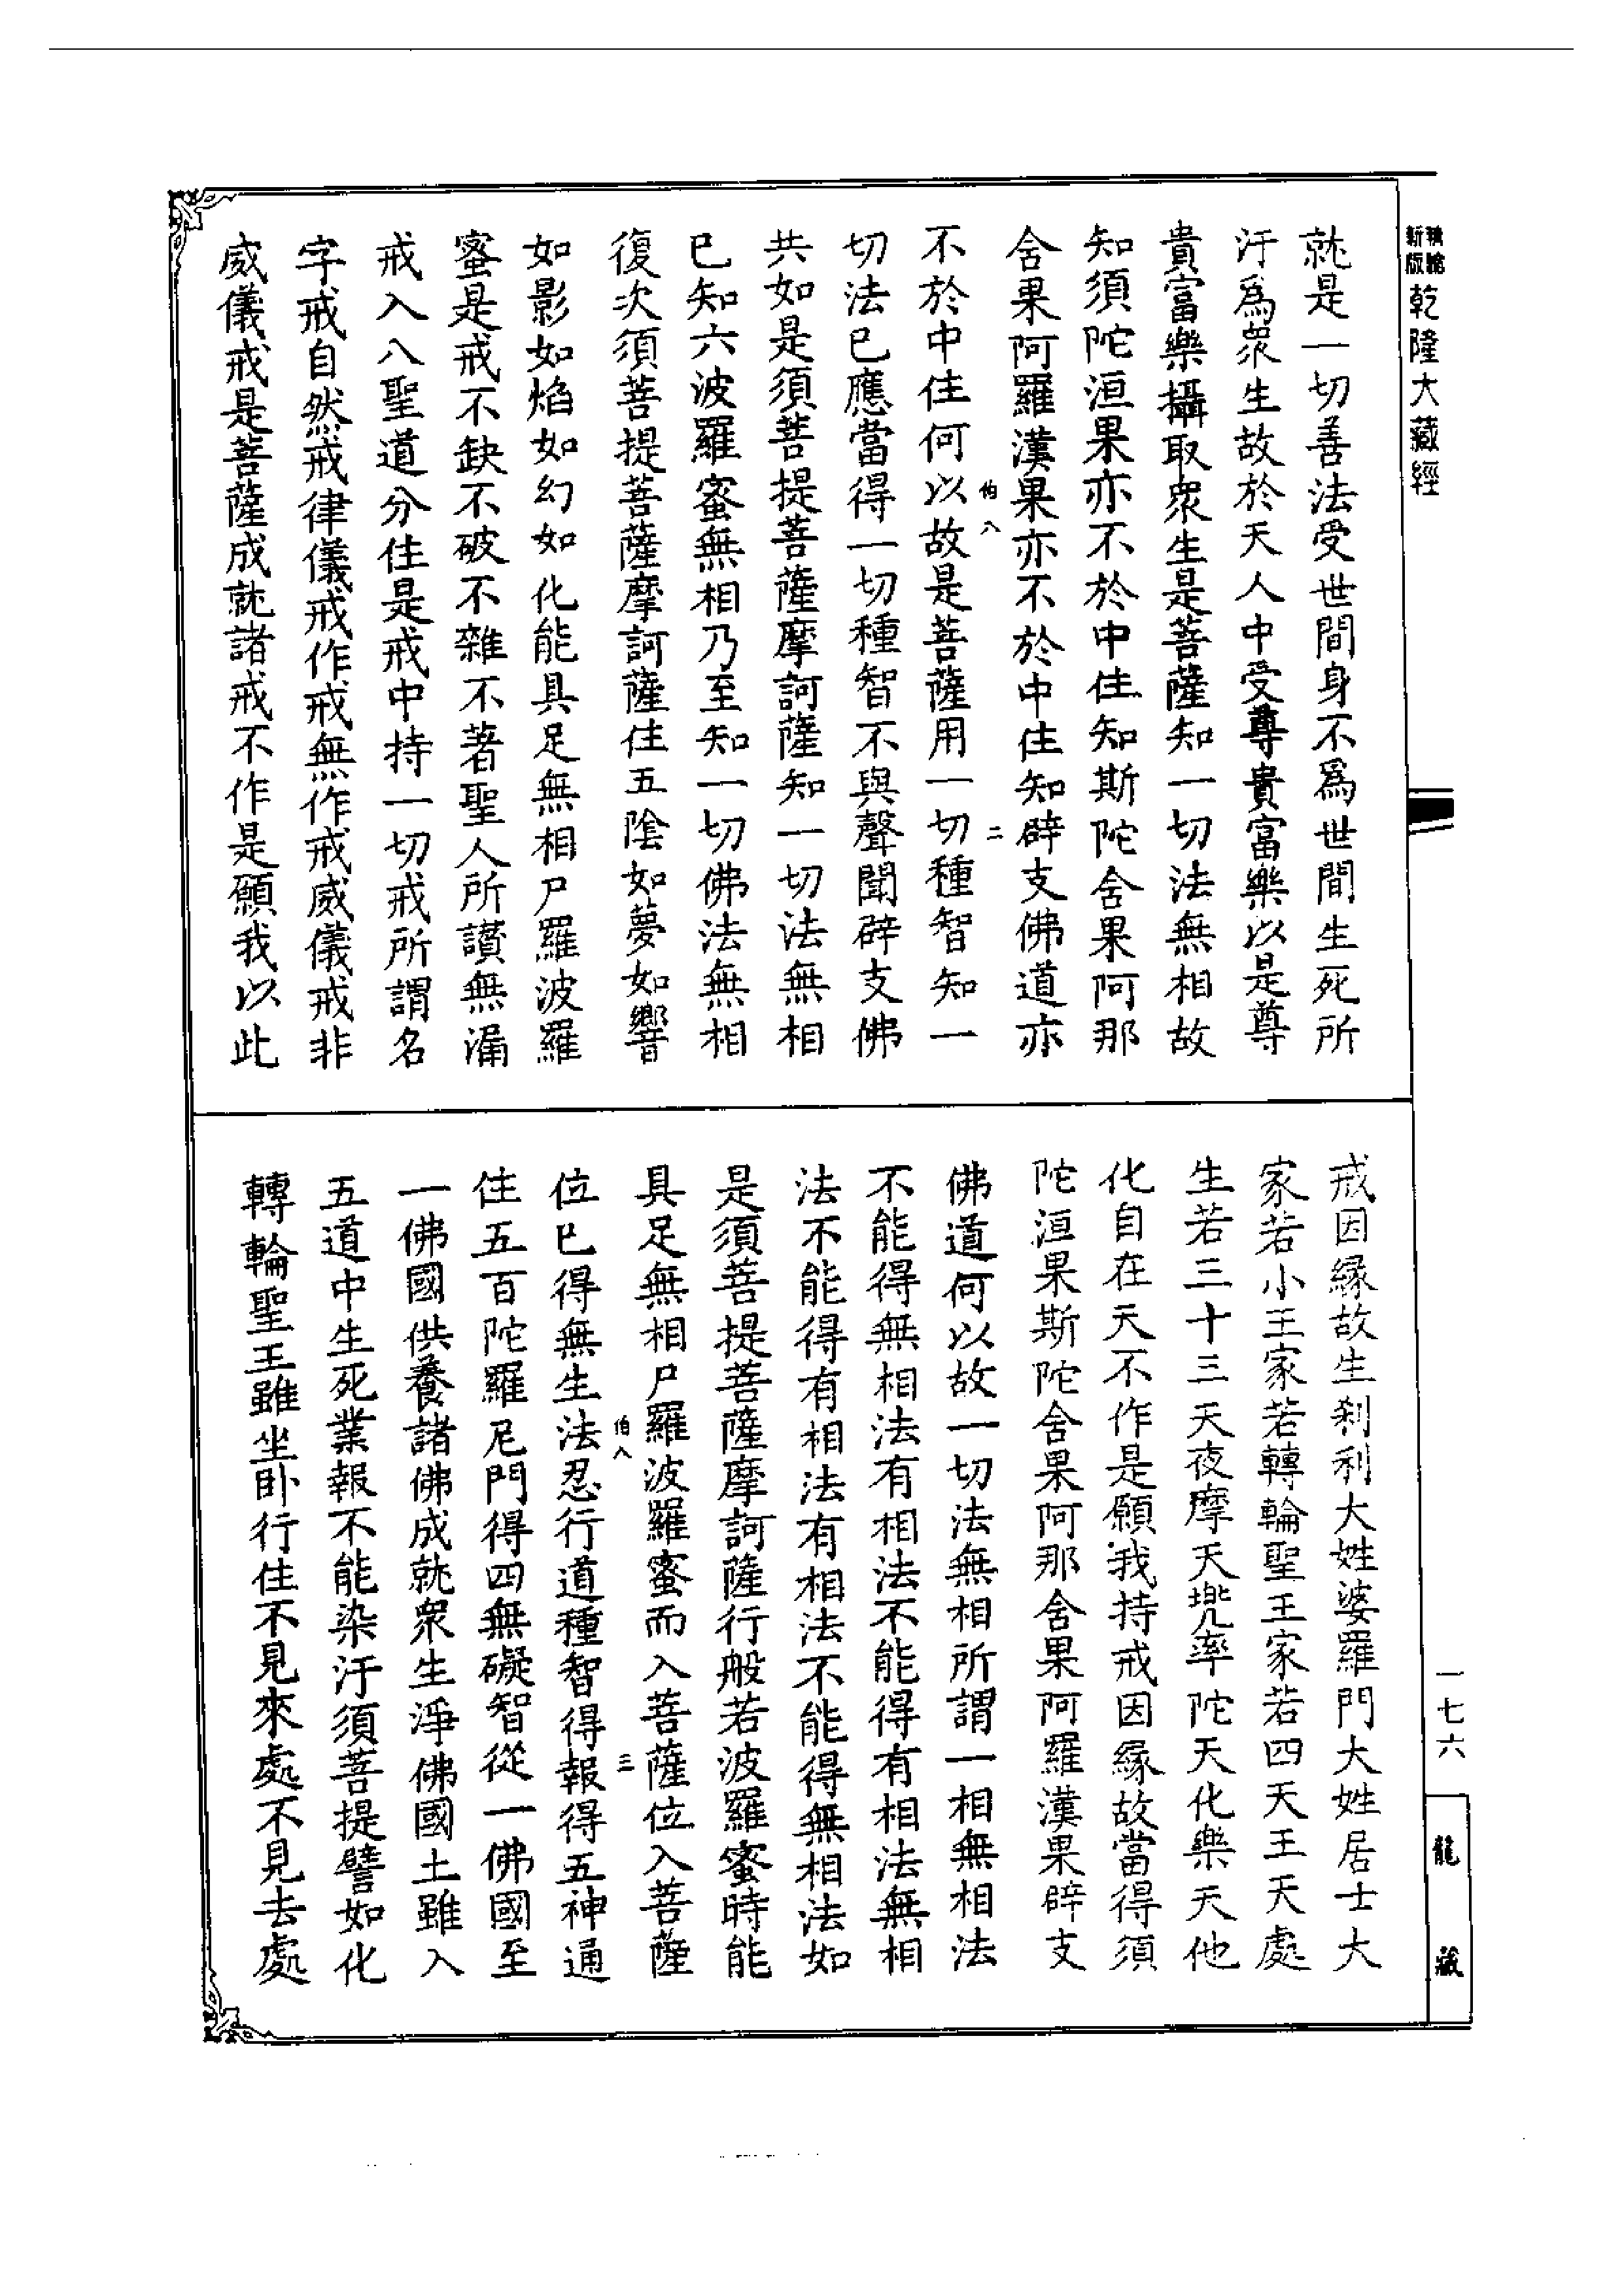 新版
乾隆大藏經
就是一切善法受世間身不為世間生死所
汙為衆生故於天人中受尊貴富樂以是尊
貴富樂攝取衆生是菩薩知一切法無相故
知須陀洹果亦不於中住知斯陀舍果阿那
舍果阿羅漢果亦不於中住知辟支佛道亦
伯八 二
不於中住何以故是菩薩用一切種智知一
切法已應當得一切種智不與聲聞辟支佛
共如是須菩提菩薩摩訶薩知一切法無相
已知六波羅蜜無相乃至知一切佛法無相
復次須菩提菩薩摩訶薩住五陰如夢如響
如影如焰如幻如化能具足無相尸羅波羅
蜜是戒不缺不破不雜不著聖人所讃無漏
戒入八聖道分住是戒中持一切戒所謂名
字戒自然戒律儀戒作戒無作戒威儀戒非
威儀戒是菩薩成就諸戒不作是願我以此
戒因緣故生刹利大姓婆羅門大姓居士大
家若小王家若轉輪聖王家若四天王天處
生若三十三天夜摩天兜率陀天化樂天他
化自在天不作是願我持戒因緣故當得須
陀洹果斯陀舍果阿那舍果阿羅漢果辟支
佛道何以故一切法無相所謂一相無相法
不能得無相法有相法不能得有相法無相
法不能得有相法有相法不能得無相法如
是須菩提菩薩摩訶薩行般若波羅蜜時能
具足無相尸羅波羅蜜而入菩薩位入菩薩
伯八 三
位已得無生法忍行道種智得報得五神通
住五百陀羅尼門得四無礙智從一佛國至
一佛國供養諸佛成就衆生淨佛國土雖入
五道中生死業報不能染汙須菩提譬如化
轉輪聖王雖坐卧行住不見來處不見去處
一七六
龍藏